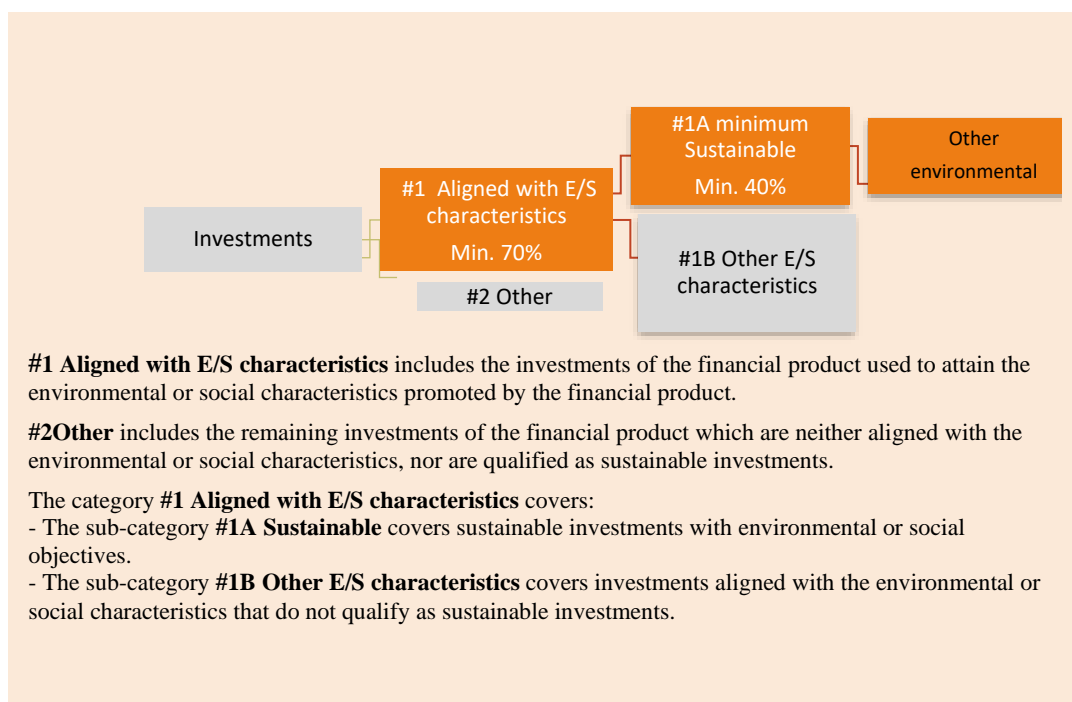 #1A minimum
Sustainable
Min. 40%
Other
environmental
#1 Aligned with E/S
characteristics
Min. 70%
Investments
#1B Other E/S
characteristics
#2 Other
#1 Aligned with E/S characteristics includes the investments of the financial product used to attain the
environmental or social characteristics promoted by the financial product.
#2Other includes the remaining investments of the financial product which are neither aligned with the
environmental or social characteristics, nor are qualified as sustainable investments.
The category #1 Aligned with E/S characteristics covers:
- The sub-category #1A Sustainable covers sustainable investments with environmental or social
objectives.
- The sub-category #1B Other E/S characteristics covers investments aligned with the environmental or
social characteristics that do not qualify as sustainable investments.